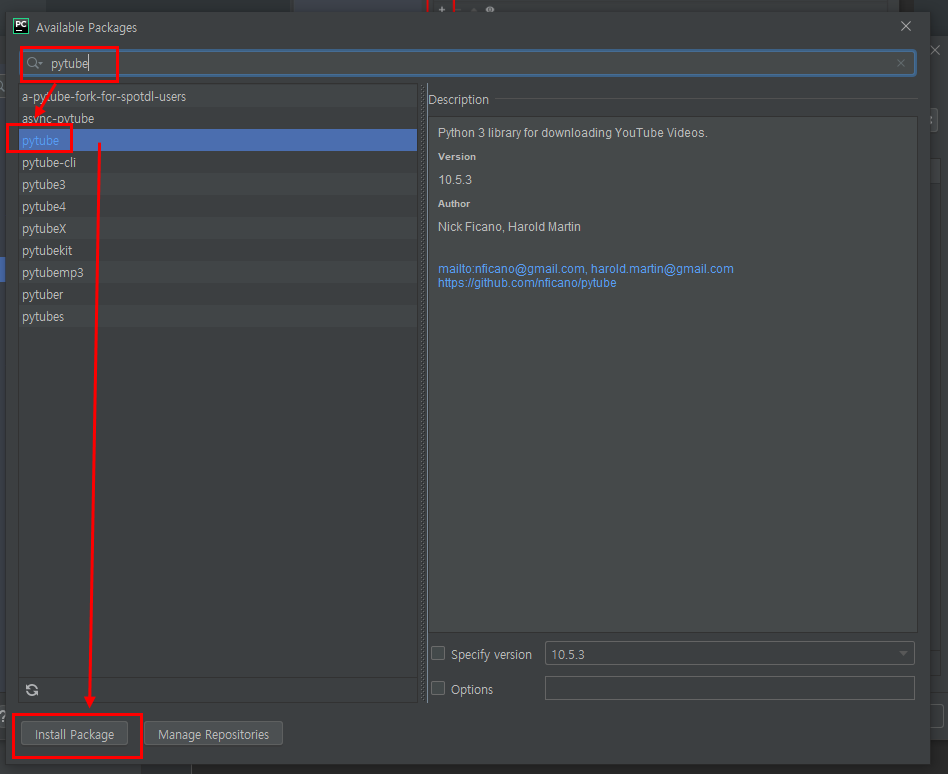 PC
Available Packages
pytube
a-pytube-fork-for-spotdl-users
async-pytube
pytube
pytube-cli
pytube3
pytube4
pytubeX
pytubekit
pytubemp3
pytuber
pytubes
Description
Python 3 library for downloading YouTube Videos.
Version
10.5.3
Author
Nick Ficano, Harold Martin
mailto:nficano@gmail.com, harold.martin@gmail.com
https://github.com/nficano/pytube
Specify version
10.5.3
Options
Install Package
Manage Repositories
?